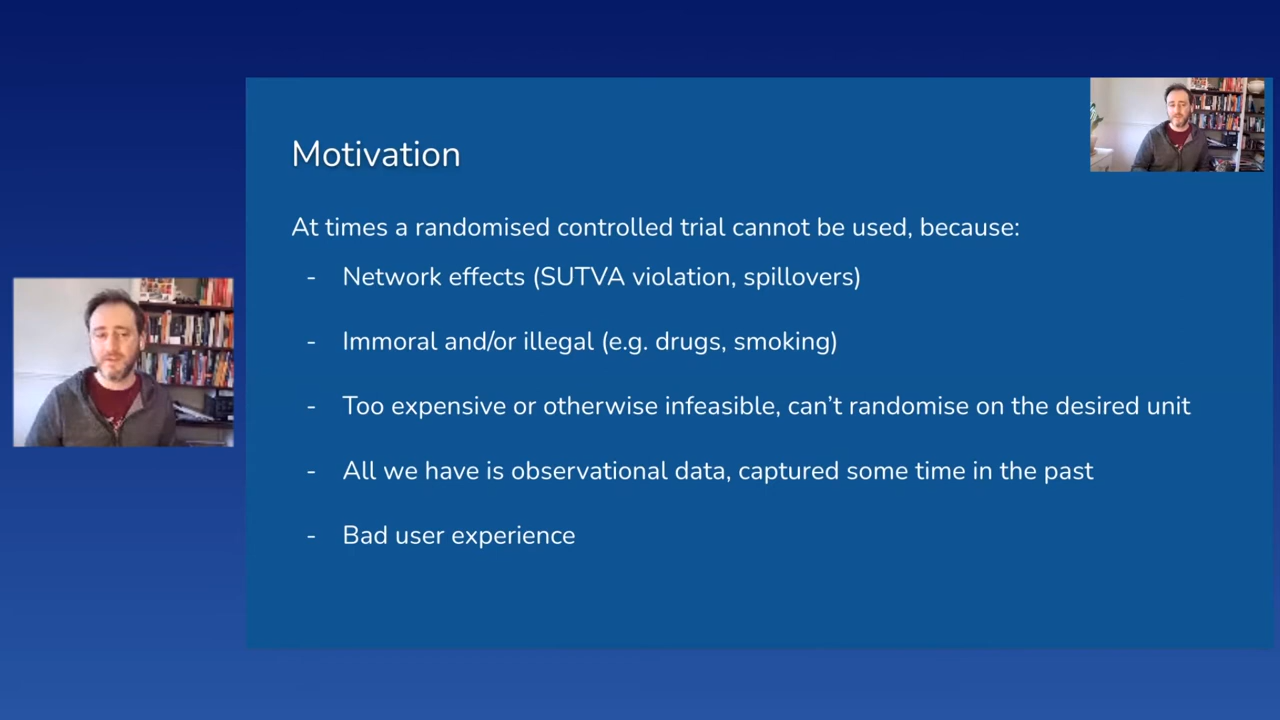 Motivation
At times a randomised controlled trial cannot be used, because:
- Network effects (SUTVA violation, spillovers)
- Immoral and/or illegal (e.g. drugs, smoking)
- Too expensive or otherwise infeasible, can’t randomise on the desired unit
- All we have is observational data, captured some time in the past
- Bad user experience